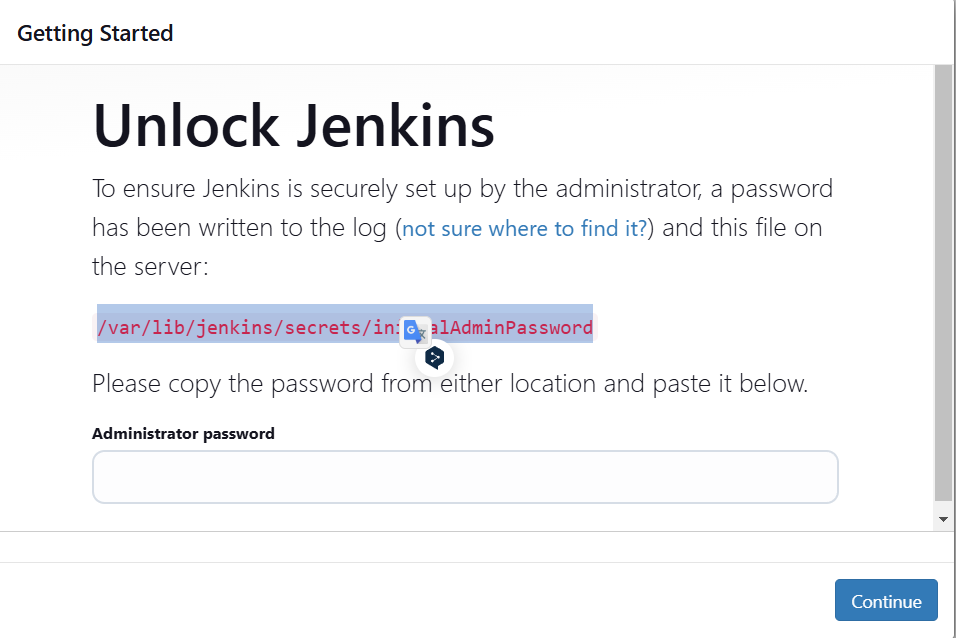 Getting Started
Unlock Jenkins
To ensure Jenkins is securely set up by the administrator, a password
has been written to the log (not sure where to find it?) and this file on
the server:
/var/lib/jenkins/secrets/ini alAdminPassword
Please copy the password from either location and paste it below.
Administrator password
Continue